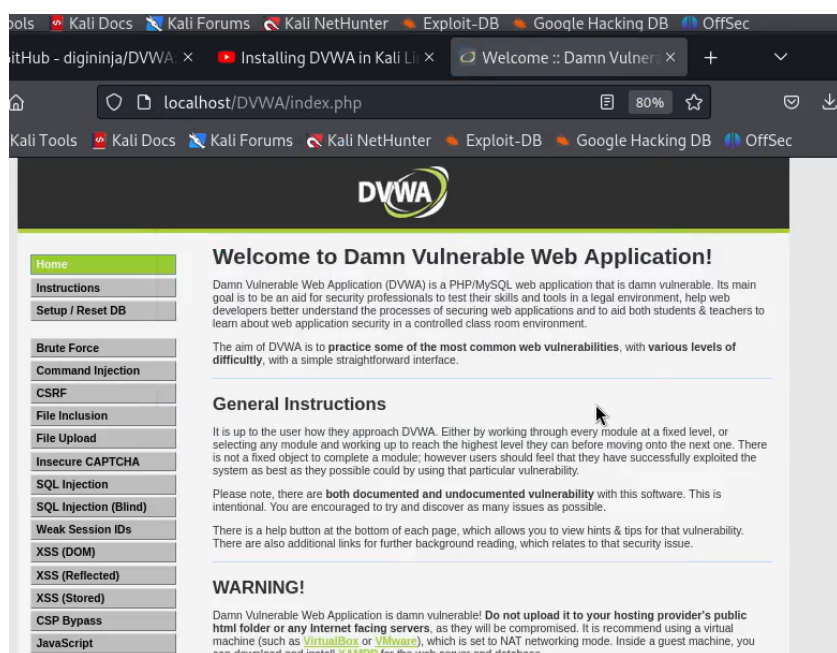 ools Kali Docs Kali Forums Kali NetHunter Exploit-DB Google Hacking DB OffSec
itHub - digininja/DVWA: × Installing DVWA in Kali Li × Welcome :: Damn Vulner × +
localhost/DVWA/index.php 80%
Kali Tools Kali Docs Kali Forums Kali NetHunter Exploit-DB Google Hacking DB OffSec
DVWA
Home
Instructions
Setup / Reset DB
Brute Force
Command Injection
CSRF
File Inclusion
File Upload
Insecure CAPTCHA
SQL Injection
SQL Injection (Blind)
Weak Session IDs
XSS (DOM)
XSS (Reflected)
XSS (Stored)
CSP Bypass
JavaScript
Welcome to Damn Vulnerable Web Application!
Damn Vulnerable Web Application (DVWA) is a PHP/MySQL web application that is damn vulnerable. Its main
goal is to be an aid for security professionals to test their skills and tools in a legal environment, help web
developers better understand the processes of securing web applications and to aid both students & teachers to
learn about web application security in a controlled class room environment.
The aim of DVWA is to practice some of the most common web vulnerabilities, with various levels of
difficultly, with a simple straightforward interface.
General Instructions
It is up to the user how they approach DVWA. Either by working through every module at a fixed level, or
selecting any module and working up to reach the highest level they can before moving onto the next one. There
is not a fixed object to complete a module; however users should feel that they have successfully exploited the
system as best as they possible could by using that particular vulnerability.
Please note, there are both documented and undocumented vulnerability with this software. This is
intentional. You are encouraged to try and discover as many issues as possible.
There is a help button at the bottom of each page, which allows you to view hints & tips for that vulnerability.
There are also additional links for further background reading, which relates to that security issue.
WARNING!
Damn Vulnerable Web Application is damn vulnerable! Do not upload it to your hosting provider's public
html folder or any Internet facing servers, as they will be compromised. It is recommend using a virtual
machine (such as VirtualBox or VMware), which is set to NAT networking mode. Inside a guest machine, you
can download and install XAMPP for the web server and database.